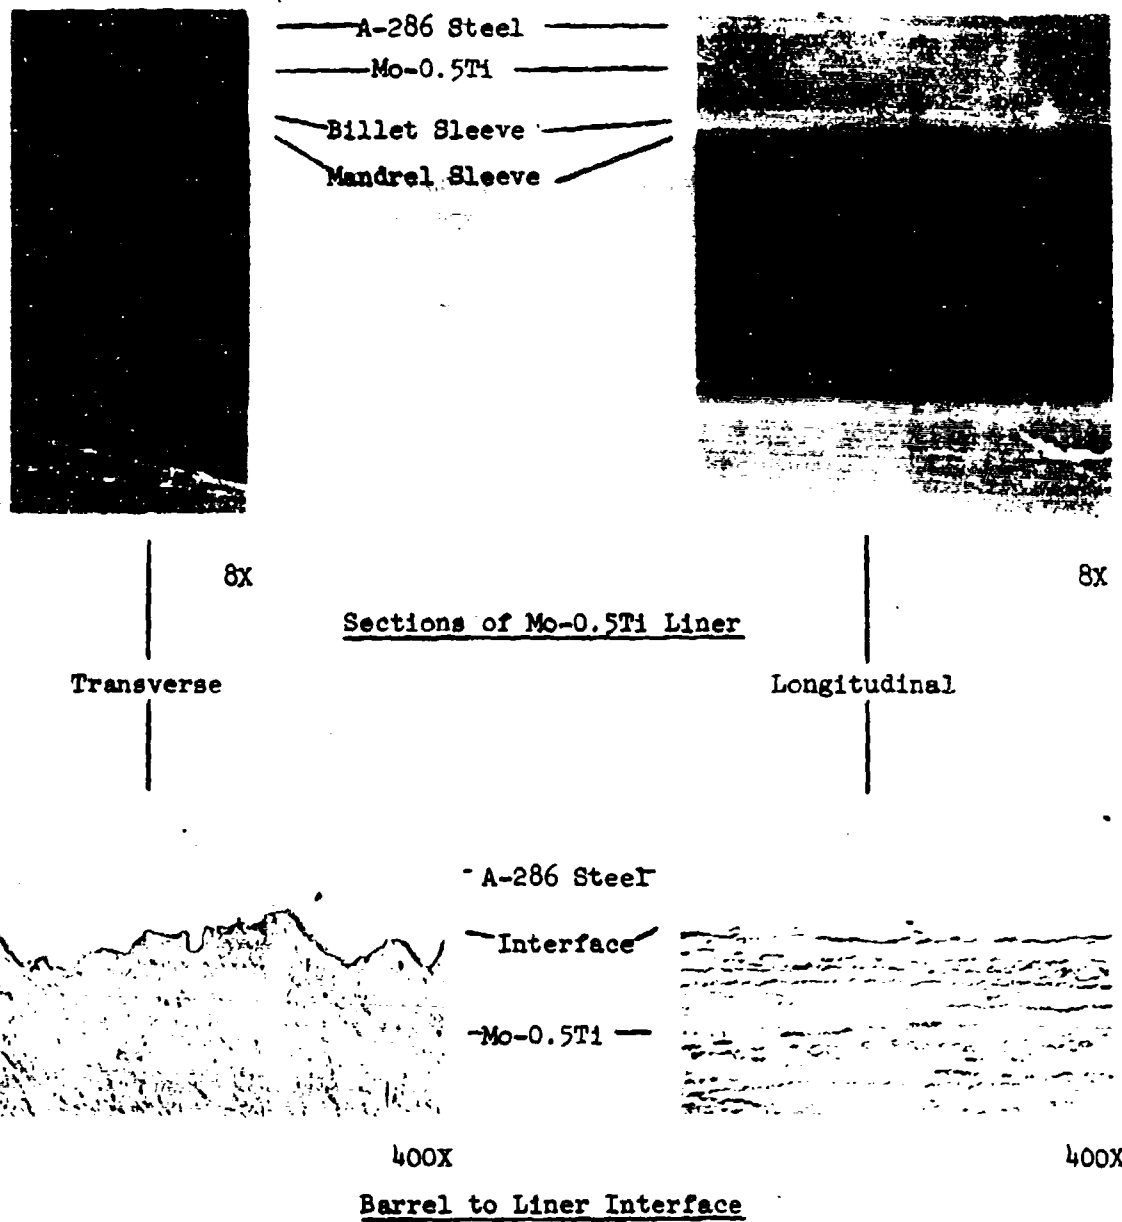 A-286 Steel
Mo-0.5Ti
Billet Sleeve
Mandrel Sleeve
8X
8X
Sections of Mo-0.5Ti Liner
Transverse
Longitudinal
A-286 Steel
Interface
Mo-0.5Ti
400X
400X
Barrel to Liner Interface